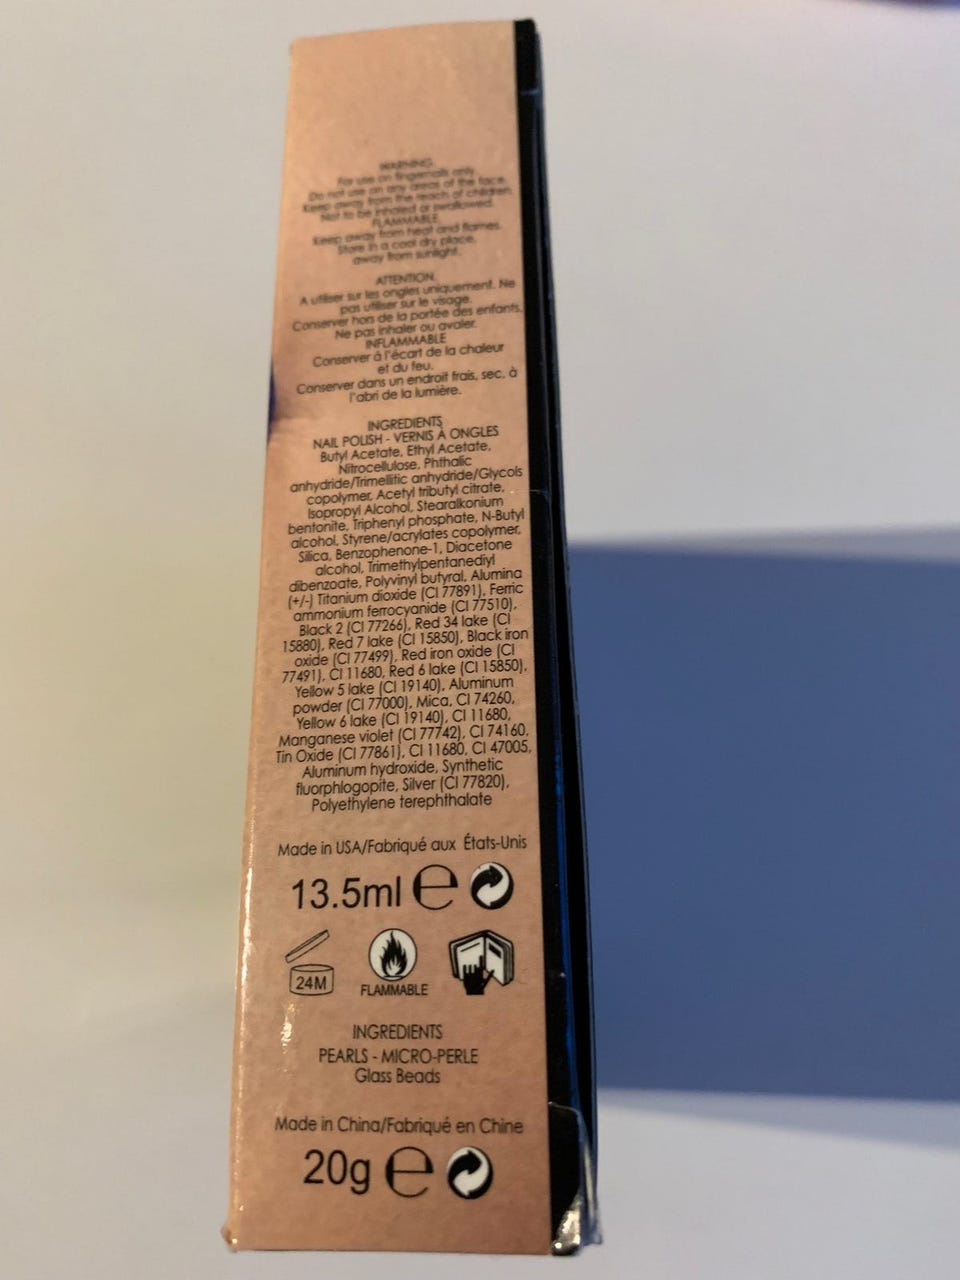 WARNING.
For use on fingernails only
Do not use on any areas of the face.
Keep away from the reach of children.
Not to be inhaled or swallowed.
FLAMMABLE.
Keep away from heat and flames.
Store in a cool dry place,
away from sunlight.
ATTENTION.
A utiliser sur les ongles uniquement. Ne
pas utiliser sur le visage.
Conserver hors de la portée des enfants.
Ne pas inhaler ou avaler.
INFLAMMABLE
Conserver á l'écart de la chaleur
et du feu.
Conserver dans un endroit frais, sec, à
l'abri de la lumière.
INGREDIENTS
NAIL POLISH - VERNIS À ONGLES
Butyl Acetate, Ethyl Acetate,
Nitrocellulose, Phthalic
anhydride/Trimellitic anhydride/Glycols
copolymer, Acetyl tributyl citrate,
Isopropyl Alcohol, Stearalkonium
bentonite, Triphenyl phosphate, N-Butyl
alcohol, Styrene/acrylates copolymer,
Silica, Benzophenone-1, Diacetone
alcohol, Trimethylpentanediyl
dibenzoate, Polyvinyl butyral, Alumina
(+/-) Titanium dioxide (CI 77891), Ferric
ammonium ferrocyanide (CI 77510),
Black 2 (CI 77266), Red 34 lake (CI
15880), Red 7 lake (CI 15850), Black iron
oxide (CI 77499), Red iron oxide (CI
77491), CI 11680, Red 6 lake (CI 15850),
Yellow 5 lake (CI 19140), Aluminum
powder (CI 77000), Mica, CI 74260,
Yellow 6 lake (CI 19140), CI 11680,
Manganese violet (CI 77742), CI 74160,
Tin Oxide (CI 77861), CI 11680, CI 47005,
Aluminum hydroxide, Synthetic
fluorphlogopite, Silver (CI 77820),
Polyethylene terephthalate
Made in USA/Fabriqué aux États-Unis
13.5ml e
24M
FLAMMABLE
INGREDIENTS
PEARLS - MICRO-PERLE
Glass Beads
Made in China/Fabriqué en Chine
20g e